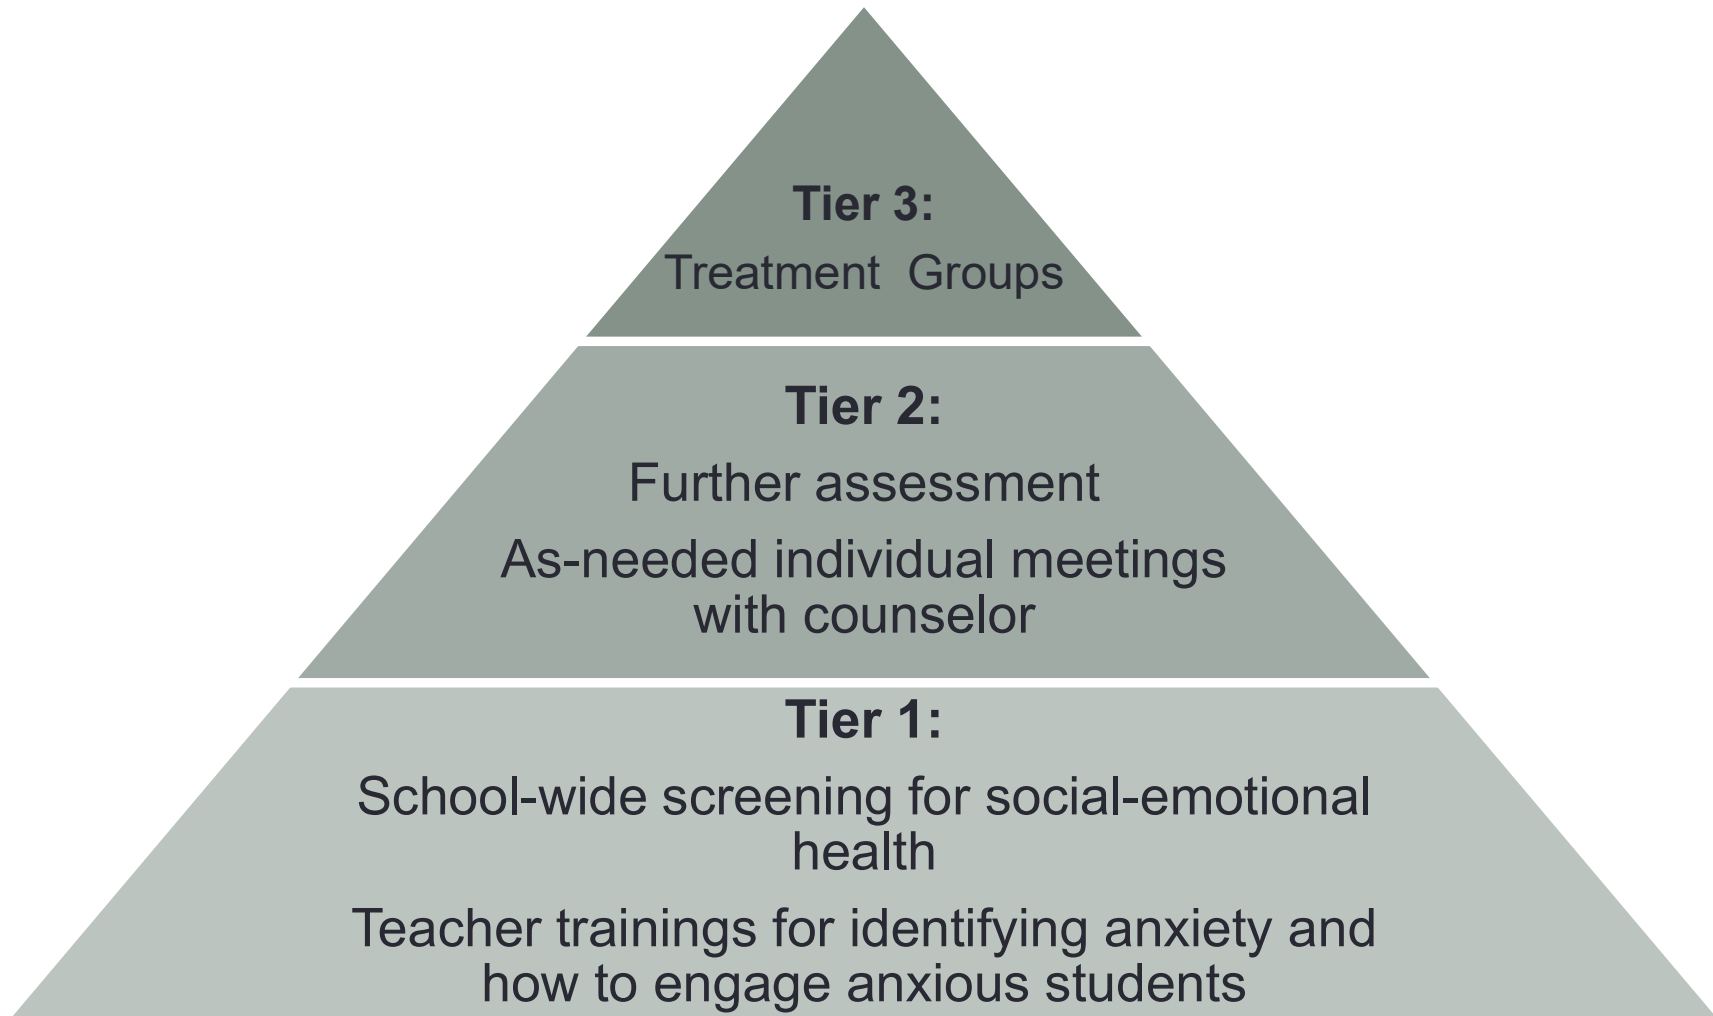 Tier 3:
Treatment  Groups
Tier 2:
Further assessment
As-needed individual meetings
with counselor
Tier 1:
School-wide screening for social-emotional
health
Teacher trainings for identifying anxiety and
how to engage anxious students